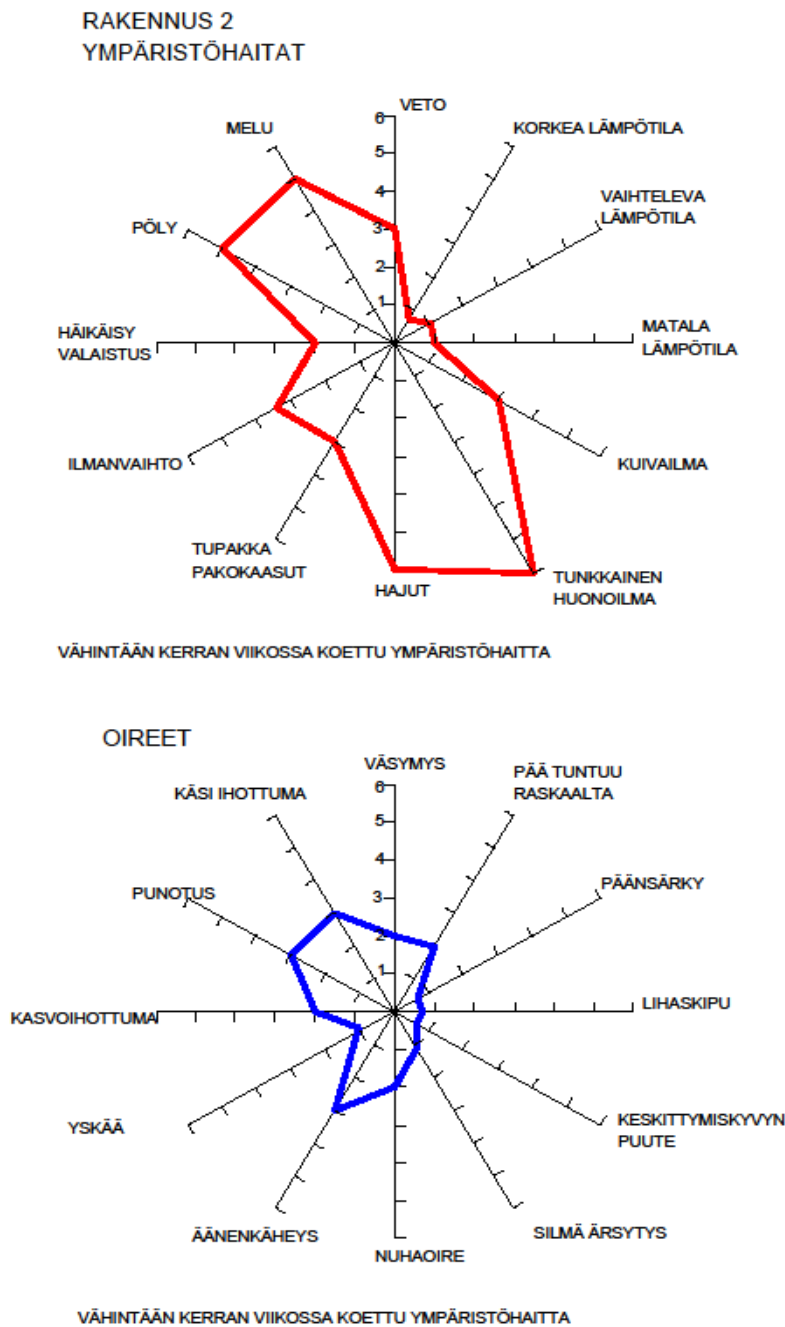 RAKENNUS 2
YMPÄRISTÖHAITAT
VETO
KORKEA LÄMPÖTILA
VAIHTELEVA
LÄMPÖTILA
MATALA
LÄMPÖTILA
KUIVAILMA
TUNKKAINEN
HUONOILMA
HAJUT
TUPAKKA
PAKOKAASUT
ILMANVAIHTO
HÄIKÄISY
VALAISTUS
PÖLY
MELU
6
5
4
3
2
1
VÄHINTÄÄN KERRAN VIIKOSSA KOETTU YMPÄRISTÖHAITTA
OIREET
VÄSYMYS
PÄÄ TUNTUU
RASKAALTA
PÄÄNSÄRKY
LIHASKIPU
KESKITTYMISKYVYN
PUUTE
SILMÄ ÄRSYTYS
NUHAOIRE
ÄÄNENKÄHEYS
YSKÄÄ
KASVOIHOTTUMA
PUNOTUS
KÄSI IHOTTUMA
6
5
4
3
2
1
VÄHINTÄÄN KERRAN VIIKOSSA KOETTU YMPÄRISTÖHAITTA